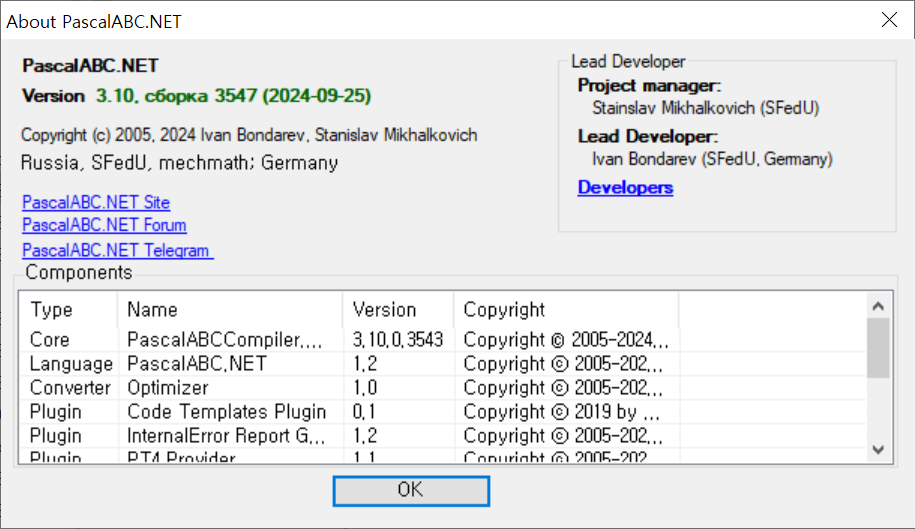 About PascalABC.NET
PascalABC.NET
Version 3.10, сборка 3547 (2024-09-25)
Copyright (c) 2005, 2024 Ivan Bondarev, Stanislav Mikhalkovich
Russia, SFedU, mechmath; Germany
PascalABC.NET Site
PascalABC.NET Forum
PascalABC.NET Telegram
Lead Developer
Project manager:
Stainslav Mikhalkovich (SFedU)
Lead Developer:
Ivan Bondarev (SFedU, Germany)
Developers
Components
Type Name Version Copyright
Core PascalABCCompiler,... 3.10.0.3543 Copyright © 2005-2024,...
Language PascalABC.NET 1.2 Copyright © 2005-202...
Converter Optimizer 1.0 Copyright © 2005-202...
Plugin Code Templates Plugin 0.1 Copyright © 2019 by ...
Plugin InternalError Report G... 1.2 Copyright © 2005-202...
Plugin PT4 Provider 1.1 Copyright © 2005-202
OK